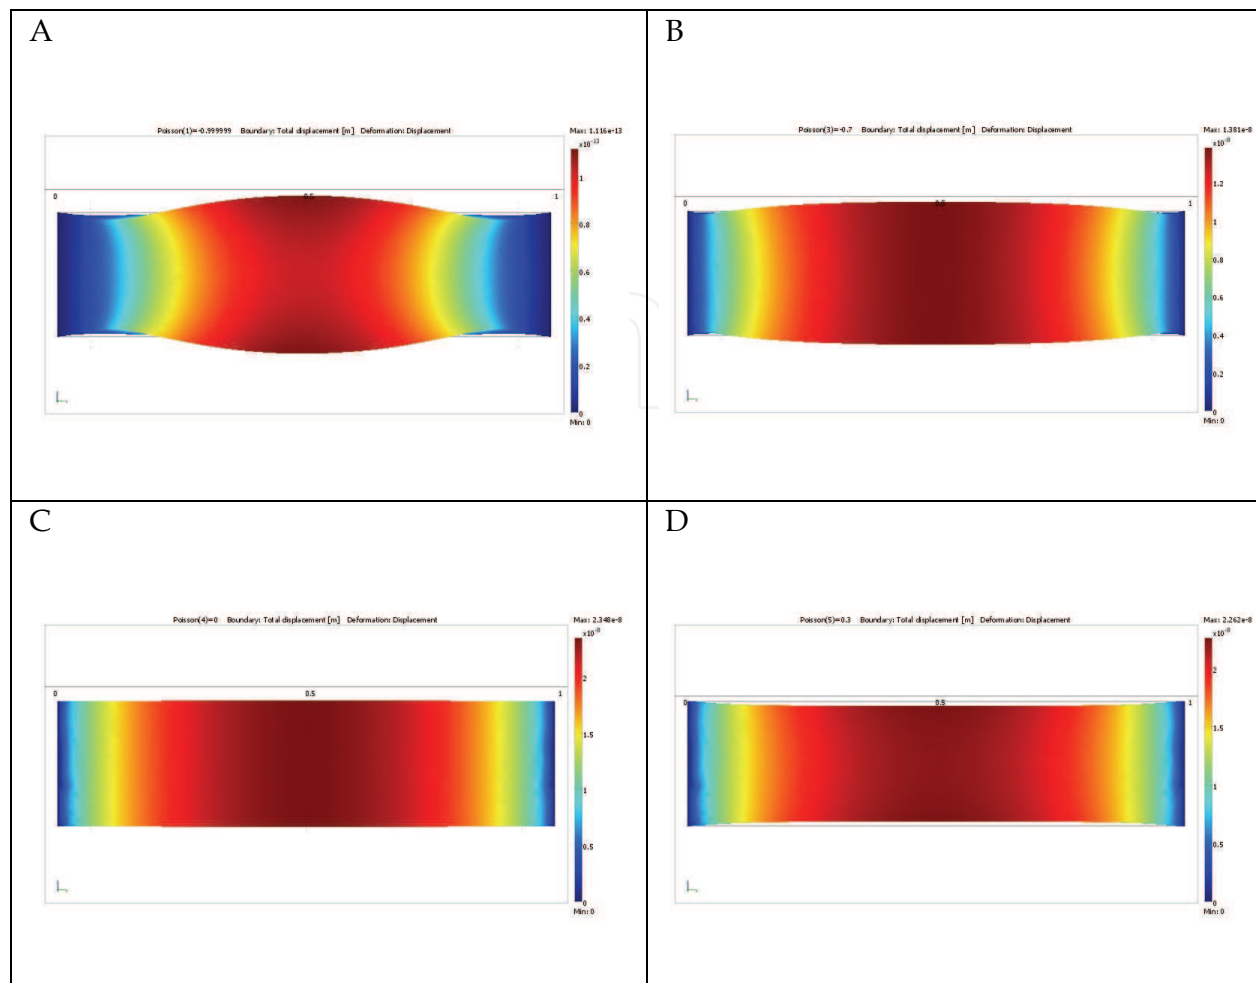 A
Poisson(1)=-0.999999 Boundary: Total displacement [m] Deformation: Displacement Max: 1.116e-13
×10⁻¹³
0 0.5 1
1
0.8
0.6
0.4
0.2
0
Min: 0
B
Poisson(3)=-0.7 Boundary: Total displacement [m] Deformation: Displacement Max: 1.381e-8
×10⁻⁸
0 0.5 1
1.2
1
0.8
0.6
0.4
0.2
0
Min: 0
C
Poisson(4)=0 Boundary: Total displacement [m] Deformation: Displacement Max: 2.348e-8
×10⁻⁸
0 0.5 1
2
1.5
1
0.5
0
Min: 0
D
Poisson(5)=0.3 Boundary: Total displacement [m] Deformation: Displacement Max: 2.262e-8
×10⁻⁸
0 0.5 1
2
1.5
1
0.5
0
Min: 0